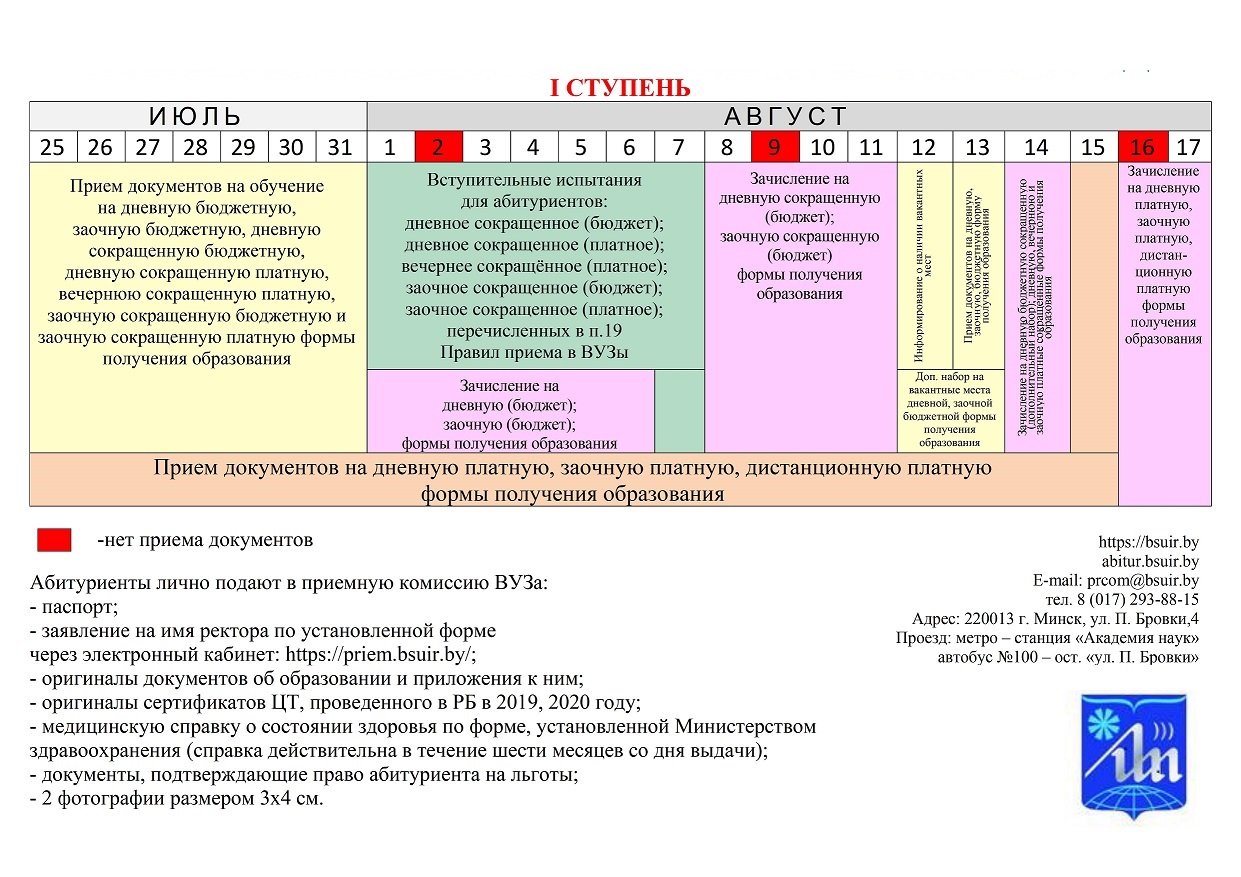 I СТУПЕНЬ
ИЮЛЬ
АВГУСТ
25 26 27 28 29 30 31 1 2 3 4 5 6 7 8 9 10 11 12 13 14 15 16 17
Прием документов на обучение
на дневную бюджетную,
заочную бюджетную, дневную
сокращенную бюджетную,
дневную сокращенную платную,
вечернюю сокращенную платную,
заочную сокращенную бюджетную и
заочную сокращенную платную формы
получения образования
Вступительные испытания
для абитуриентов:
дневное сокращенное (бюджет);
дневное сокращенное (платное);
вечернее сокращённое (платное);
заочное сокращенное (бюджет);
заочное сокращенное (платное);
перечисленных в п.19
Правил приема в ВУЗы
Зачисление на
дневную (бюджет);
заочную (бюджет);
формы получения образования
Зачисление на
дневную сокращенную
(бюджет);
заочную сокращенную
(бюджет)
формы получения
образования
Информирование о наличии вакантных
мест
Прием документов на дневную,
заочную, бюджетную форму
получения образования
Доп. набор на
вакантные места
дневной, заочной
бюджетной формы
получения
образования
Зачисление на дневную бюджетную сокращенную
(дополнительный набор); дневную, вечернюю и
заочную платные сокращенные формы получения
образования
Зачисление
на дневную
платную,
заочную
платную,
дистан-
ционную
платную
формы
получения
образования
Прием документов на дневную платную, заочную платную, дистанционную платную
формы получения образования
-нет приема документов
Абитуриенты лично подают в приемную комиссию ВУЗа:
- паспорт;
- заявление на имя ректора по установленной форме
через электронный кабинет: https://priem.bsuir.by/;
- оригиналы документов об образовании и приложения к ним;
- оригиналы сертификатов ЦТ, проведенного в РБ в 2019, 2020 году;
- медицинскую справку о состоянии здоровья по форме, установленной Министерством
здравоохранения (справка действительна в течение шести месяцев со дня выдачи);
- документы, подтверждающие право абитуриента на льготы;
- 2 фотографии размером 3х4 см.
https://bsuir.by
abitur.bsuir.by
E-mail: prcom@bsuir.by
тел. 8 (017) 293-88-15
Адрес: 220013 г. Минск, ул. П. Бровки,4
Проезд: метро – станция «Академия наук»
автобус №100 – ост. «ул. П. Бровки»